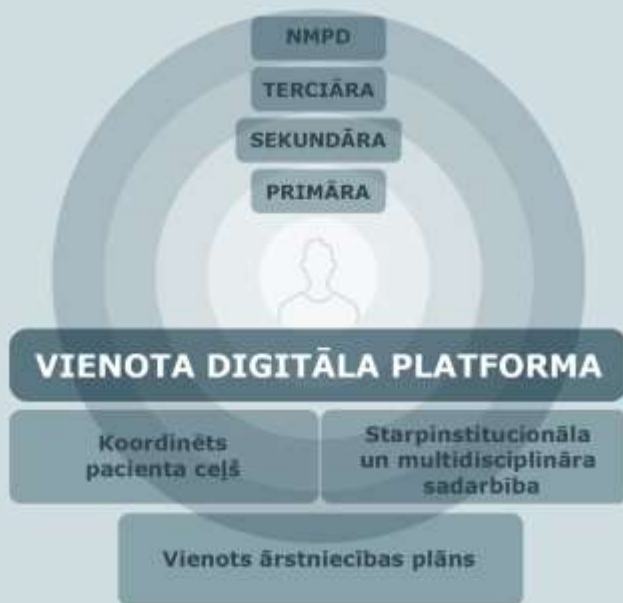 NMPD
TERCIĀRA
SEKUNDĀRA
PRIMĀRA
VIENOTA DIGITĀLA PLATFORMA
Koordinēts
pacienta ceļš
Starpinstitucionāla
un multidisciplināra
sadarbība
Vienots ārstniecības plāns